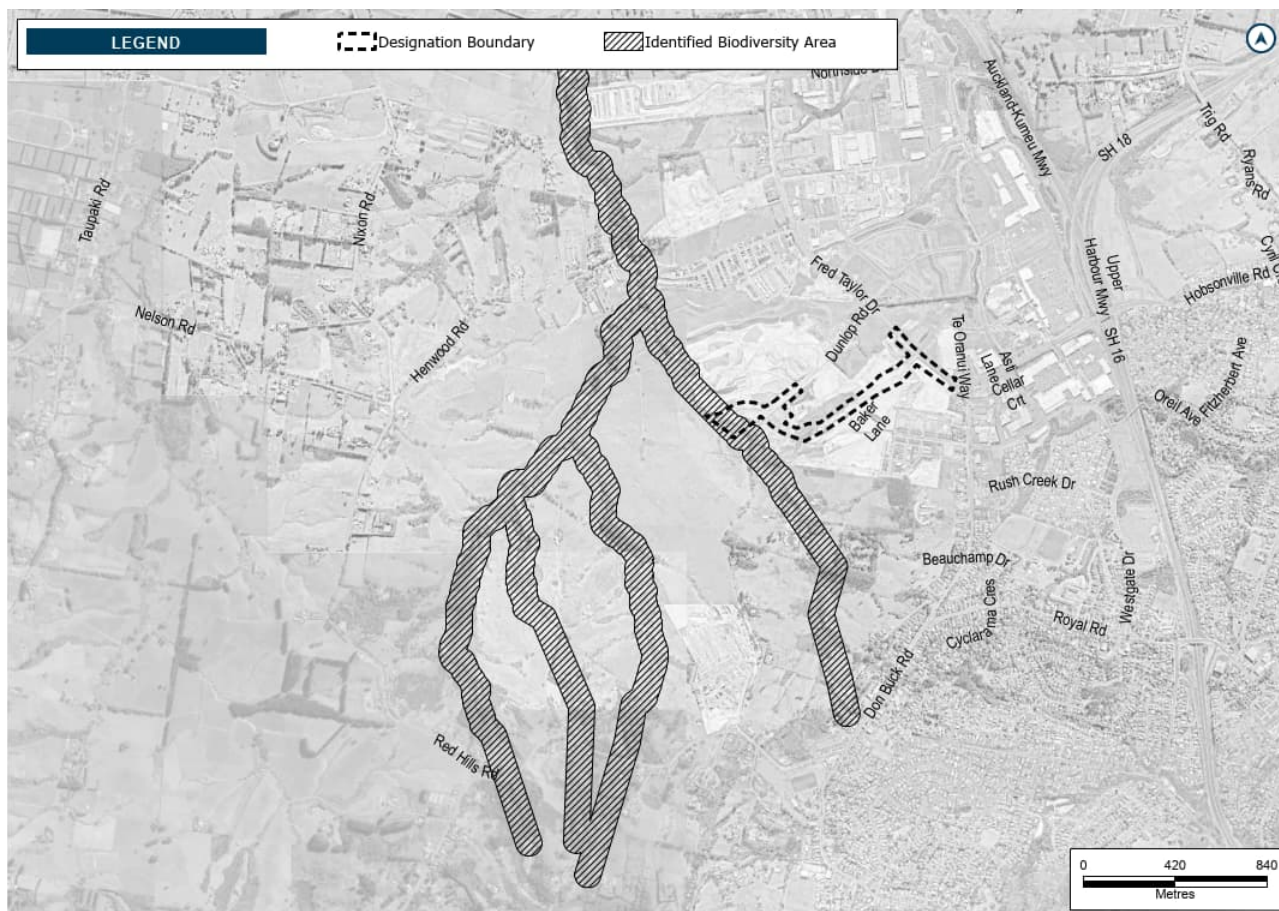 LEGEND
Designation Boundary
Identified Biodiversity Area
Auckland-Kumeu Mwy
SH 18
Trig Rd
Ryans Rd
Taupaki Rd
Nixon Rd
Nelson Rd
Henwood Rd
Fred Taylor Dr
Dunlop Rd
Te Oranui Way
Asti
Lane
Cellar
Crt
Baker
Lane
Upper
Harbour Mwy
SH 16
Hobsonville Rd
Oreil Ave
Fitzherbert Ave
Rush Creek Dr
Beauchamp Dr
Cyclarama Cres
Royal Rd
Westgate Dr
Don Buck Rd
Red Hills Rd
0 420 840
Metres